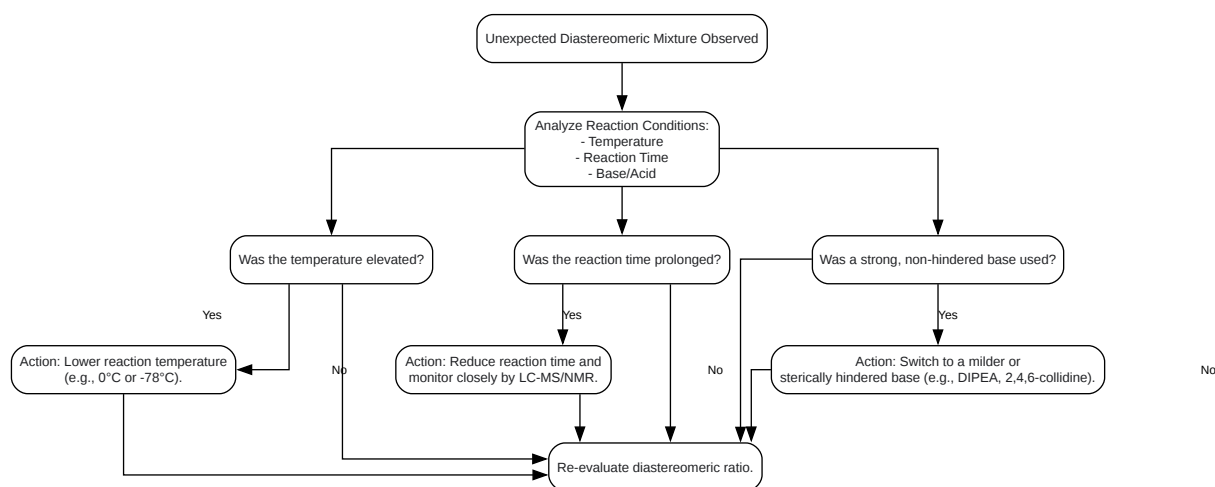 Unexpected Diastereomeric Mixture Observed
Analyze Reaction Conditions:
- Temperature
- Reaction Time
- Base/Acid
Was the temperature elevated?
Was the reaction time prolonged?
Was a strong, non-hindered base used?
Yes
Yes
Yes
Action: Lower reaction temperature
(e.g., 0°C or -78°C).
No
Action: Reduce reaction time and
monitor closely by LC-MS/NMR.
No
Action: Switch to a milder or
sterically hindered base (e.g., DIPEA, 2,4,6-collidine).
No
Re-evaluate diastereomeric ratio.